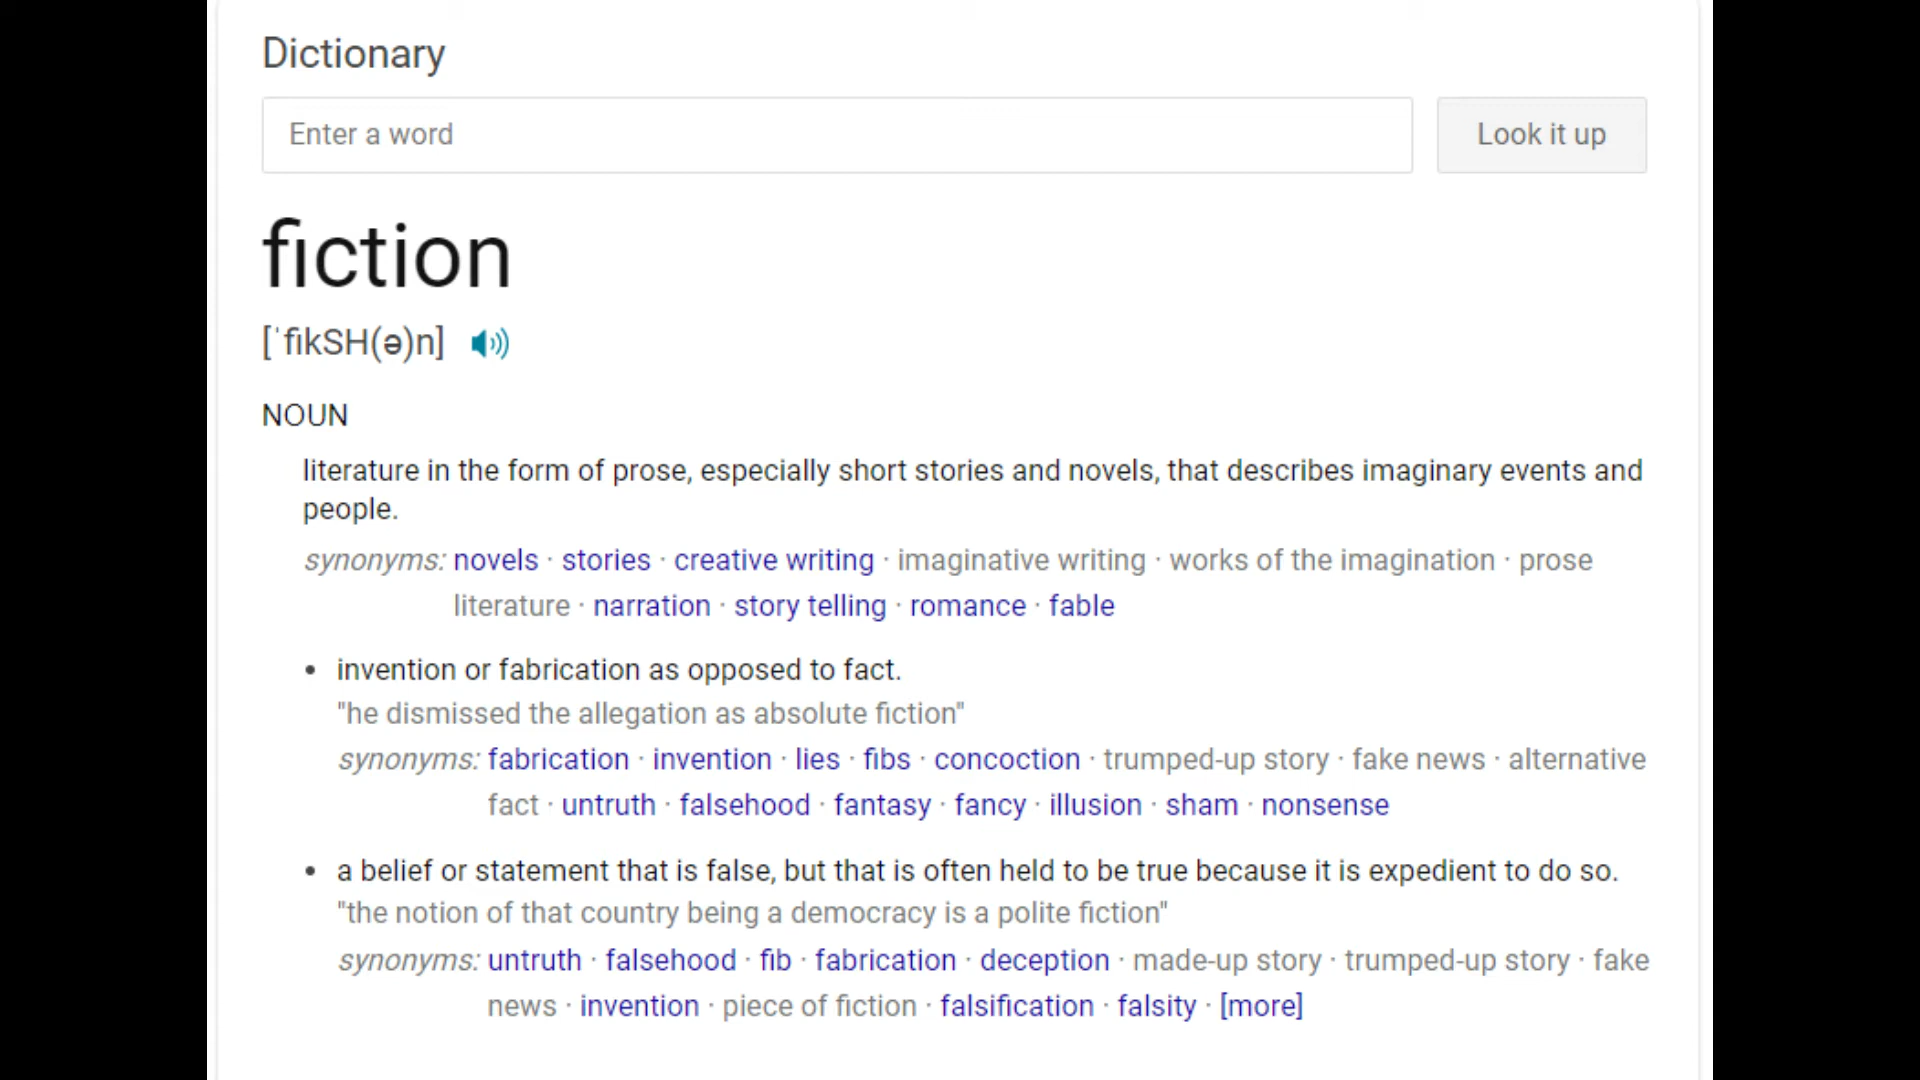 Dictionary
Enter a word
Look it up
fiction
[ˈfikSH(ə)n]
NOUN
literature in the form of prose, especially short stories and novels, that describes imaginary events and
people.
synonyms: novels · stories · creative writing · imaginative writing · works of the imagination · prose
literature · narration · story telling · romance · fable
• invention or fabrication as opposed to fact.
"he dismissed the allegation as absolute fiction"
synonyms: fabrication · invention · lies · fibs · concoction · trumped-up story · fake news · alternative
fact · untruth · falsehood · fantasy · fancy · illusion · sham · nonsense
• a belief or statement that is false, but that is often held to be true because it is expedient to do so.
"the notion of that country being a democracy is a polite fiction"
synonyms: untruth · falsehood · fib · fabrication · deception · made-up story · trumped-up story · fake
news · invention · piece of fiction · falsification · falsity · [more]